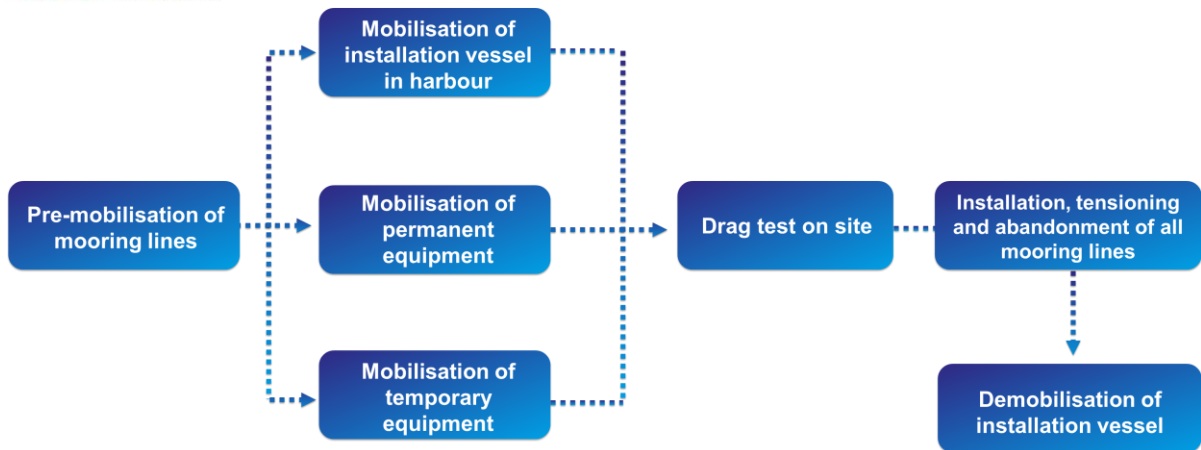 Pre-mobilisation of
mooring lines
Mobilisation of
installation vessel
in harbour
Mobilisation of
permanent
equipment
Mobilisation of
temporary
equipment
Drag test on site
Installation, tensioning
and abandonment of all
mooring lines
Demobilisation of
installation vessel